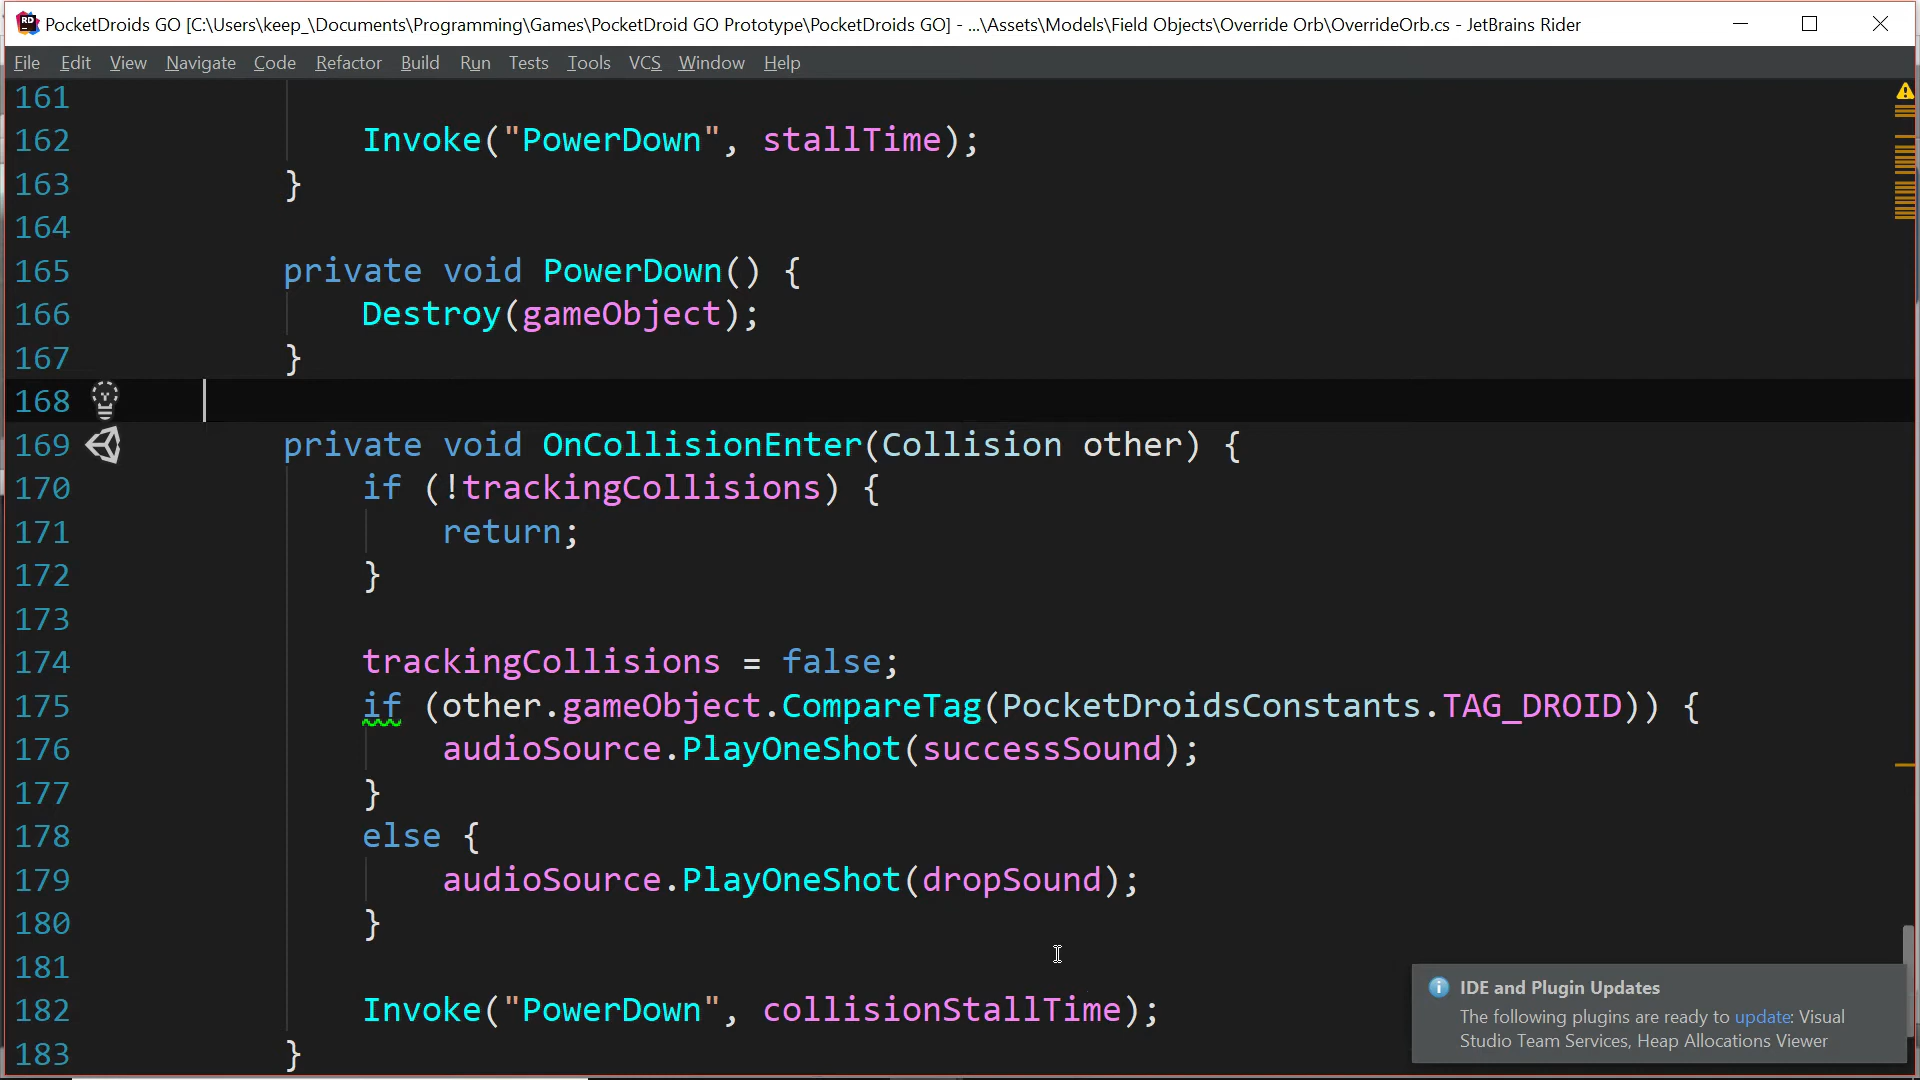 PocketDroids GO [C:\Users\keep_\Documents\Programming\Games\PocketDroid GO Prototype\PocketDroids GO] - ...\Assets\Models\Field Objects\Override Orb\OverrideOrb.cs - JetBrains Rider
File Edit View Navigate Code Refactor Build Run Tests Tools VCS Window Help
161
162 Invoke("PowerDown", stallTime);
163 }
164
165 private void PowerDown() {
166 Destroy(gameObject);
167 }
168
169 private void OnCollisionEnter(Collision other) {
170 if (!trackingCollisions) {
171 return;
172 }
173
174 trackingCollisions = false;
175 if (other.gameObject.CompareTag(PocketDroidsConstants.TAG_DROID)) {
176 audioSource.PlayOneShot(successSound);
177 }
178 else {
179 audioSource.PlayOneShot(dropSound);
180 }
181
182 Invoke("PowerDown", collisionStallTime);
183 }
IDE and Plugin Updates
The following plugins are ready to update: Visual
Studio Team Services, Heap Allocations Viewer